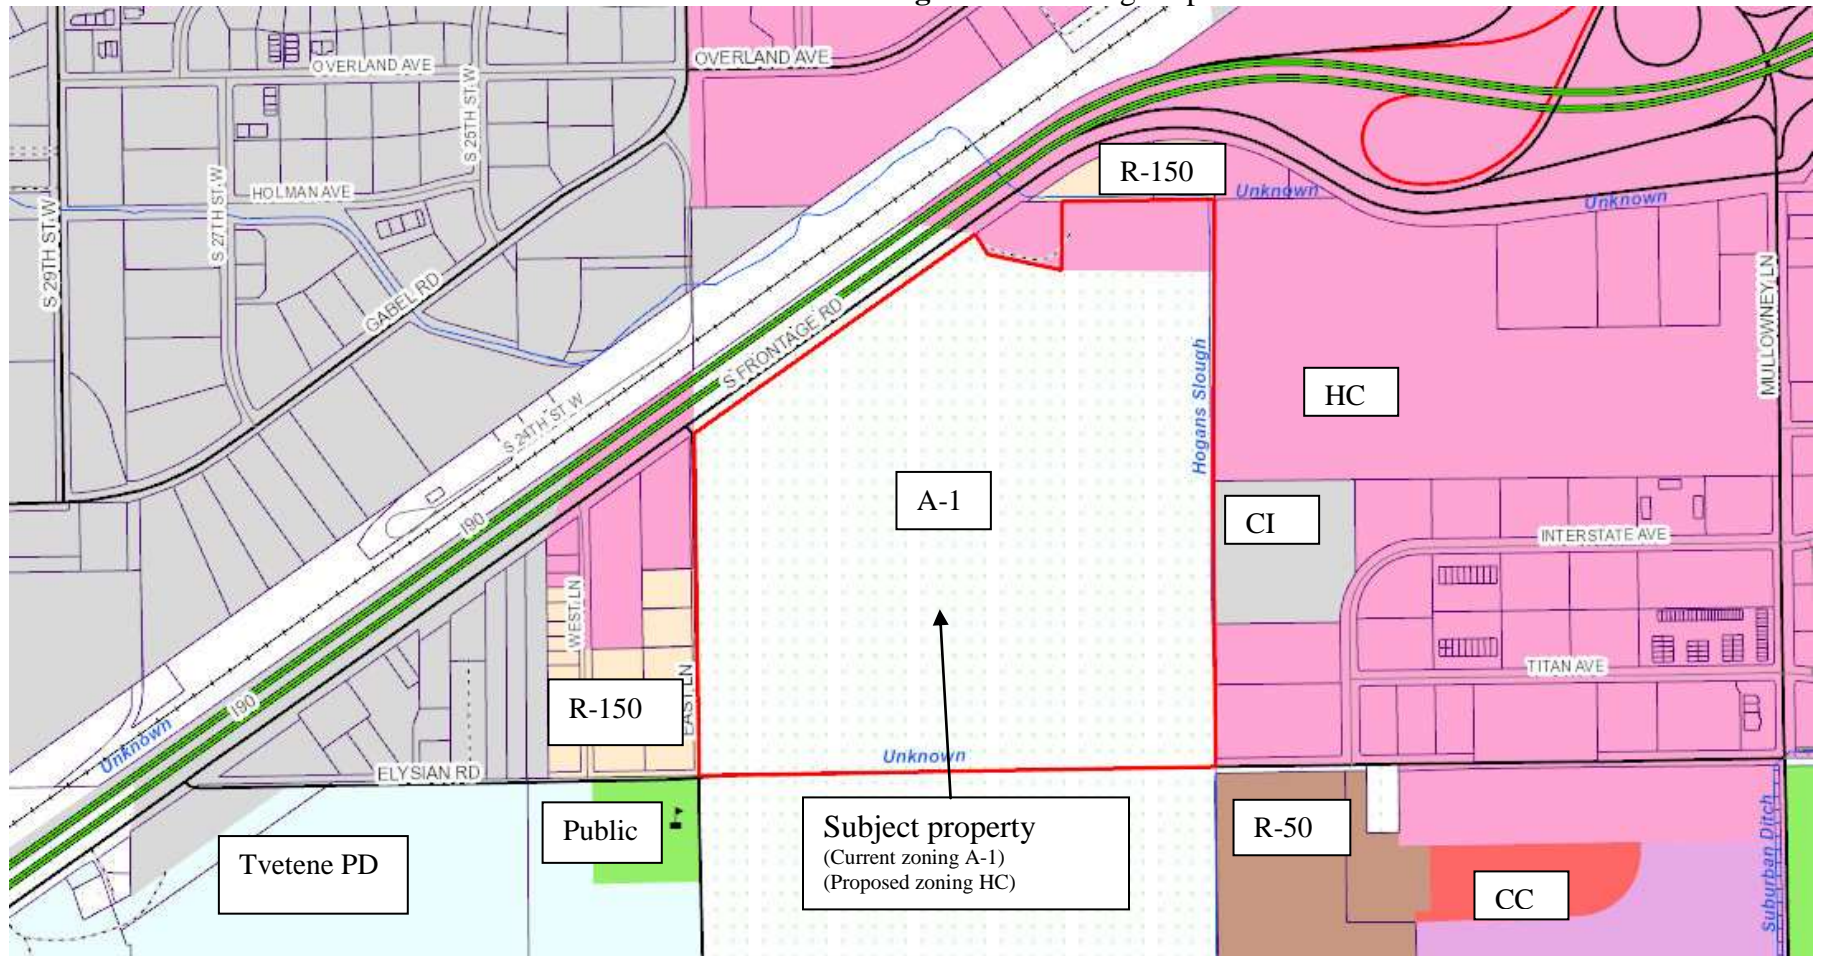 OVERLAND AVE
OVERLAND AVE
S 25TH ST W
R-150
HOLMAN AVE
Unknown
Unknown
S 27TH ST W
S 29TH ST W
MULLOWNEY LN
GABEL RD
S FRONTAGE RD
Hogans Slough
HC
S 24TH ST W
A-1
I90
CI
INTERSTATE AVE
WEST LN
TITAN AVE
R-150
EAST LN
I90
Unknown
Unknown
ELYSIAN RD
Public
Subject property
(Current zoning A-1)
(Proposed zoning HC)
R-50
Tvetene PD
CC
Suburban Ditch